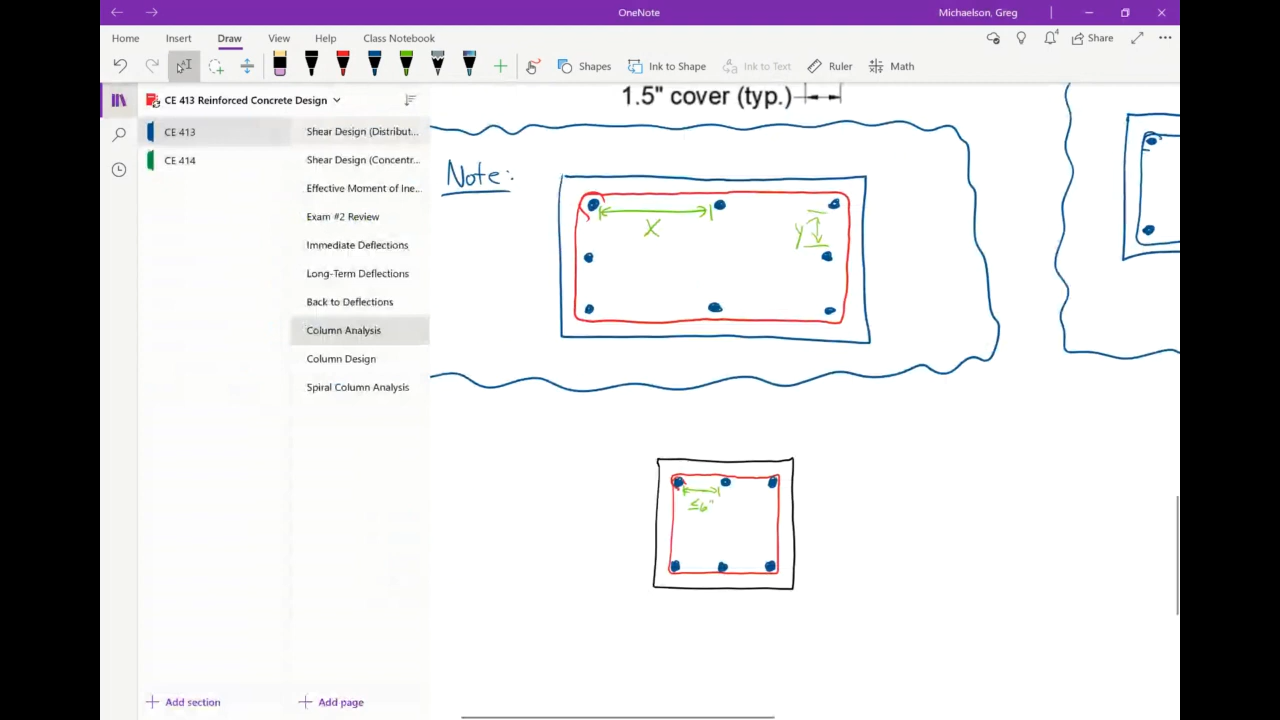 OneNote
Michaelson, Greg
Home
Insert
Draw
View
Help
Class Notebook
Share
Shapes
Ink to Shape
Ink to Text
Ruler
Math
CE 413 Reinforced Concrete Design
CE 413
CE 414
Shear Design (Distribut...
Shear Design (Concentr...
Effective Moment of Ine...
Exam #2 Review
Immediate Deflections
Long-Term Deflections
Back to Deflections
Column Analysis
Column Design
Spiral Column Analysis
Add section
Add page
1.5" cover (typ.)
Note:
X
y
≤6"